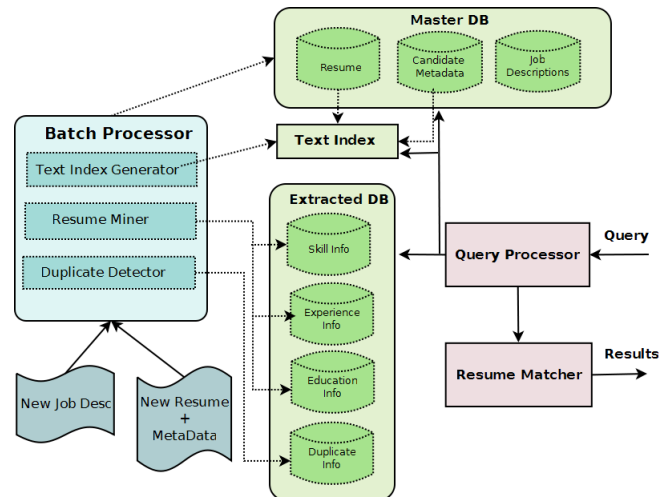 Master DB
Resume
Candidate
Metadata
Job
Descriptions
Batch Processor
Text Index Generator
Resume Miner
Duplicate Detector
Text Index
Extracted DB
Skill Info
Experience
Info
Education
Info
Duplicate
Info
Query Processor
Query
Resume Matcher
Results
New Job Desc
New Resume
+
MetaData